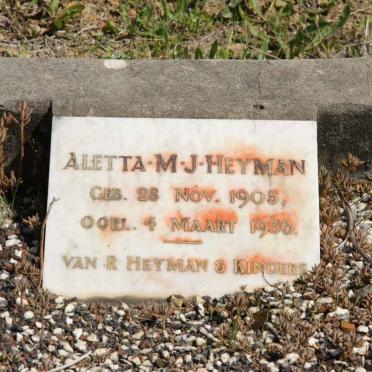 ALETTA·M·J·HEYMAN
GEB. 28 NOV. 1905,
OORL. 4 MAART 1936.
VAN R HEYMAN & KINDERS